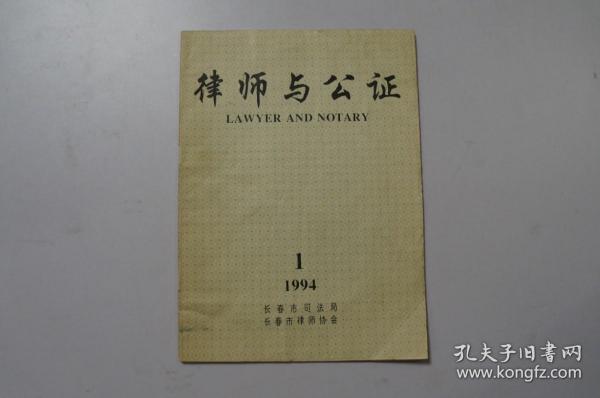 律师与公证
LAWYER AND NOTARY
1
1994
长春市司法局
长春市律师协会
孔夫子旧书网
www.kongfz.com